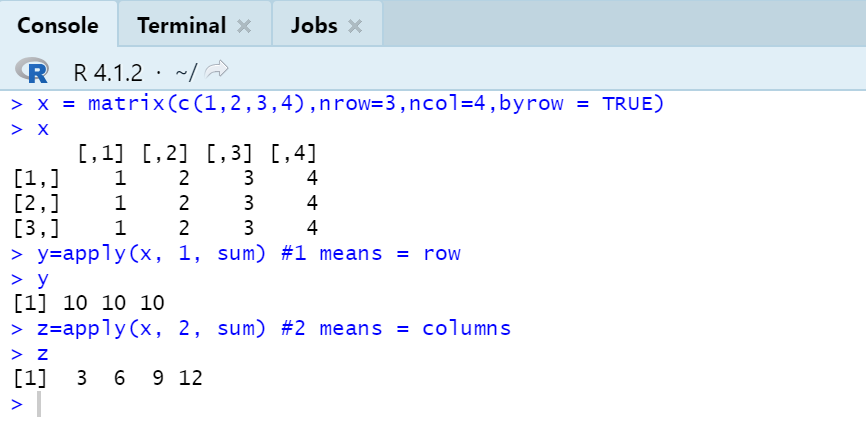 Console Terminal × Jobs ×
R R 4.1.2 · ~/
> x = matrix(c(1,2,3,4),nrow=3,ncol=4,byrow = TRUE)
> x
     [,1] [,2] [,3] [,4]
[1,]    1    2    3    4
[2,]    1    2    3    4
[3,]    1    2    3    4
> y=apply(x, 1, sum) #1 means = row
> y
[1] 10 10 10
> z=apply(x, 2, sum) #2 means = columns
> z
[1]  3  6  9 12
>